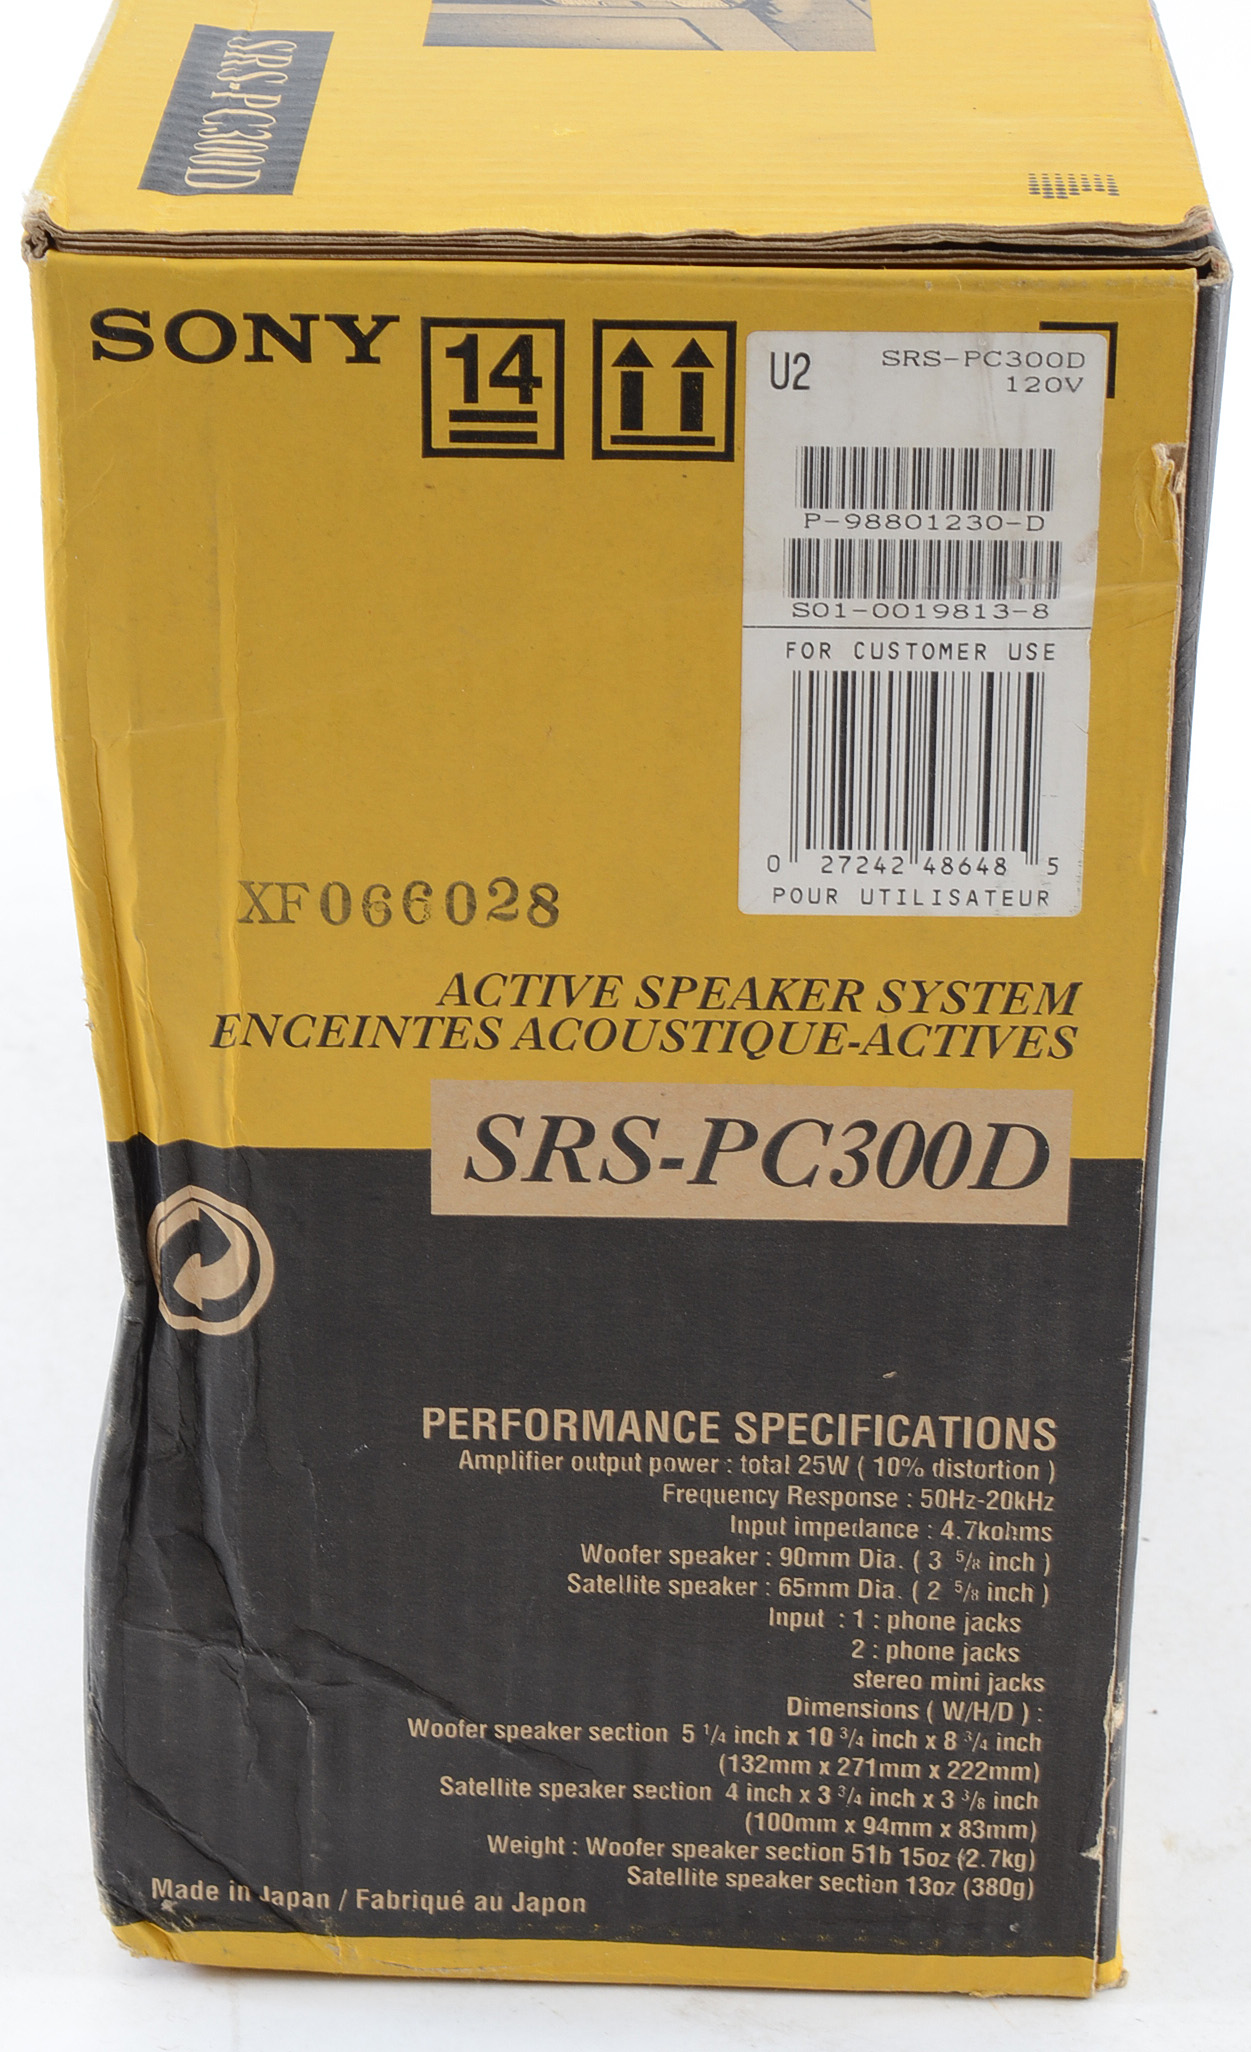 SRS-PC300D
SONY
14
U2 SRS-PC300D
120V
P-98801230-D
S01-0019813-8
FOR CUSTOMER USE
0 27242 48648 5
POUR UTILISATEUR
XF066028
ACTIVE SPEAKER SYSTEM
ENCEINTES ACOUSTIQUE-ACTIVES
SRS-PC300D
PERFORMANCE SPECIFICATIONS
Amplifier output power : total 25W ( 10% distortion )
Frequency Response : 50Hz-20kHz
Input impedance : 4.7kohms
Woofer speaker : 90mm Dia. ( 3 5/8 inch )
Satellite speaker : 65mm Dia. ( 2 5/8 inch )
Input : 1 : phone jacks
2 : phone jacks
stereo mini jacks
Dimensions ( W/H/D ) :
Woofer speaker section 5 1/4 inch x 10 3/4 inch x 8 3/4 inch
(132mm x 271mm x 222mm)
Satellite speaker section 4 inch x 3 3/4 inch x 3 3/8 inch
(100mm x 94mm x 83mm)
Weight : Woofer speaker section 51b 15oz (2.7kg)
Satellite speaker section 13oz (380g)
Made in Japan / Fabriqué au Japon